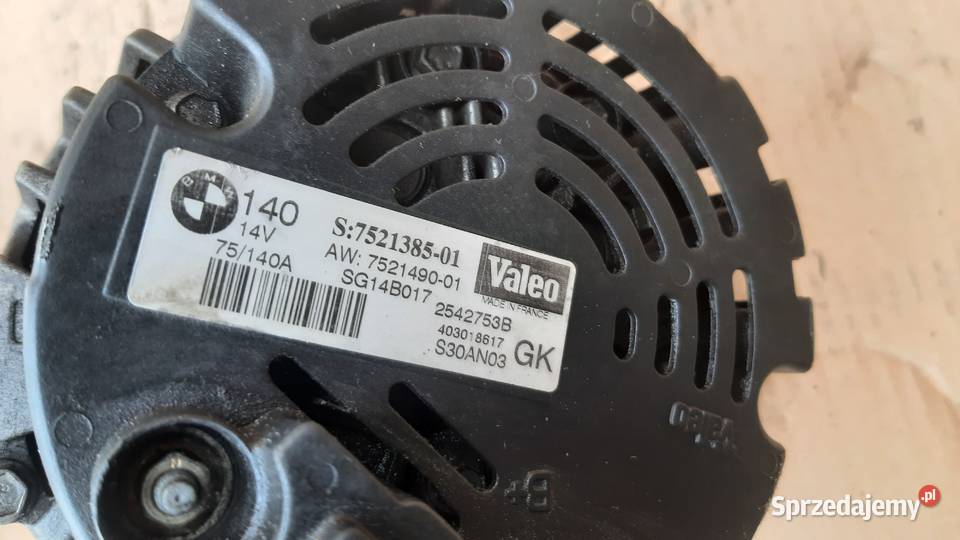 BMW
140
14V
75/140A
S:7521385-01
AW: 7521490-01
SG14B017
Valeo
MADE IN FRANCE
2542753B
403018617
S30AN03
GK
Valeo
B+
Sprzedajemy.pl